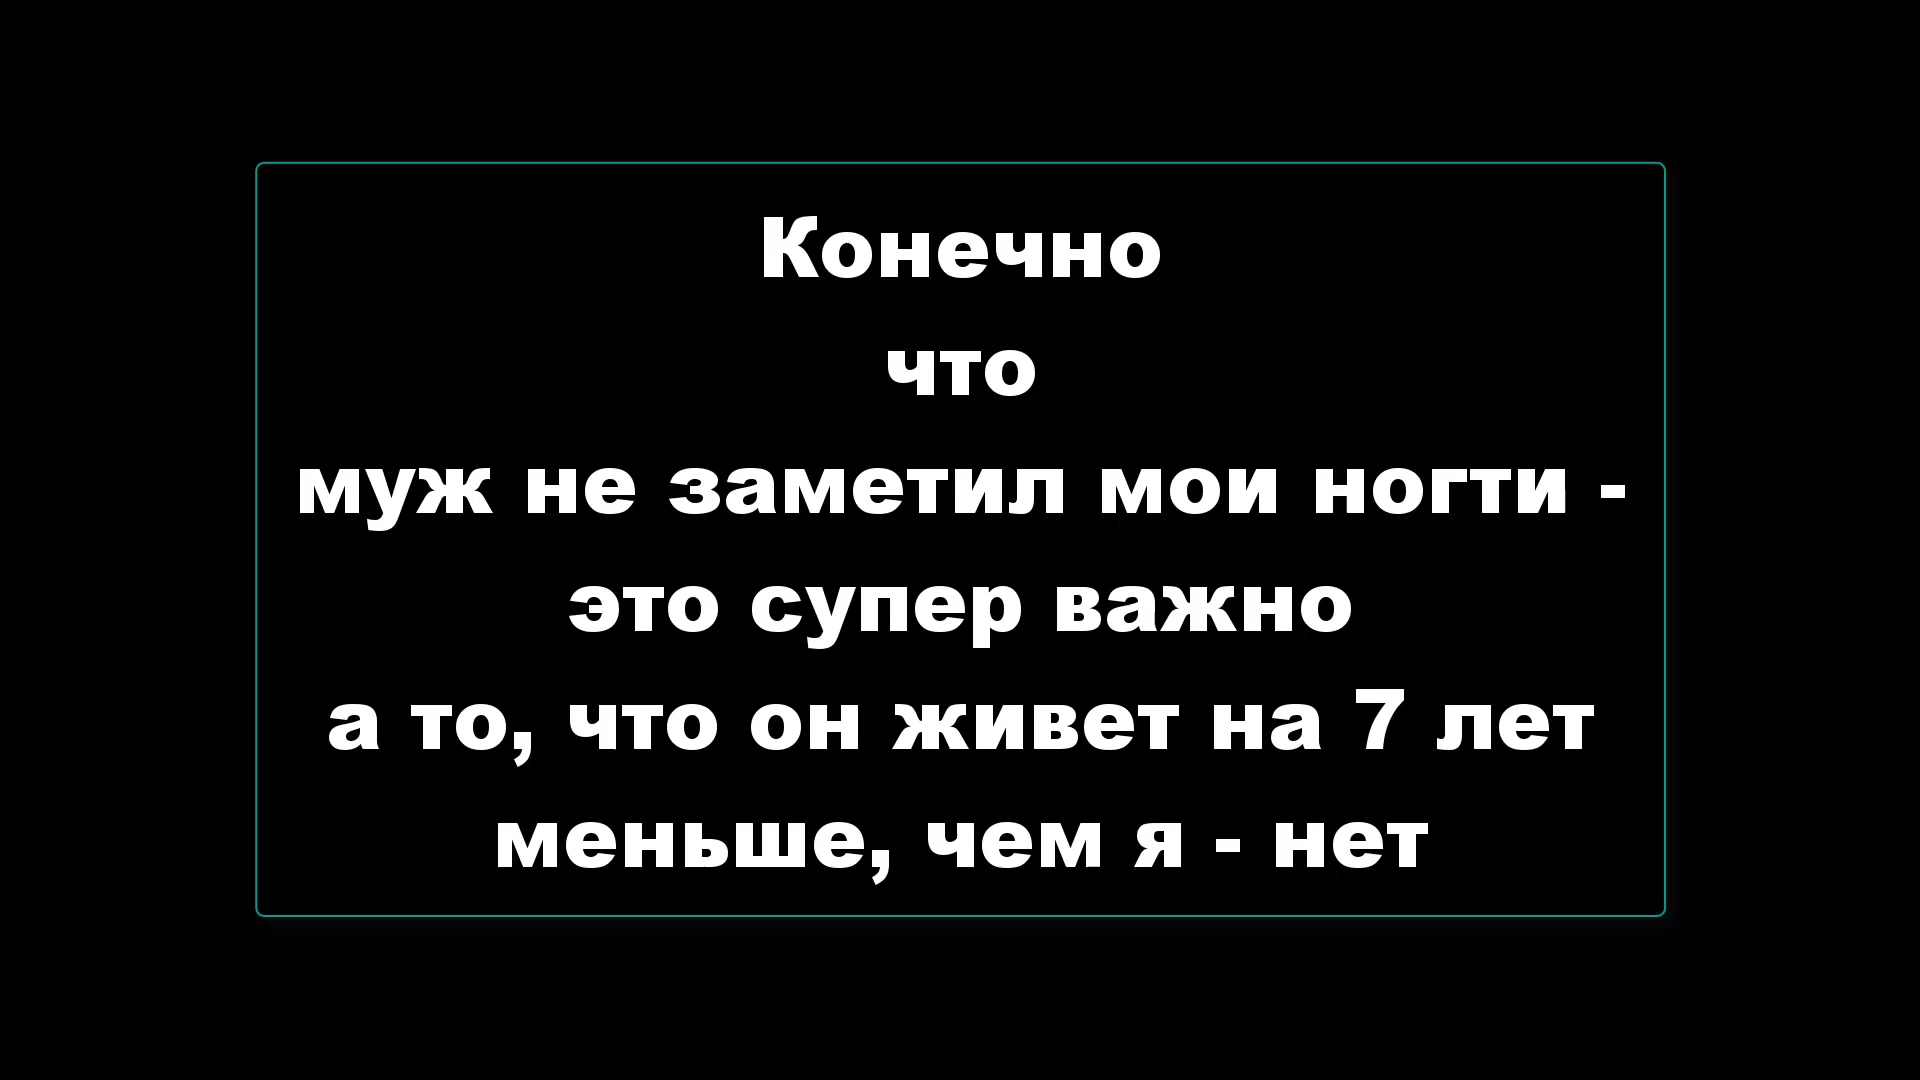 Конечно
что
муж не заметил мои ногти -
это супер важно
а то, что он живет на 7 лет
меньше, чем я - нет